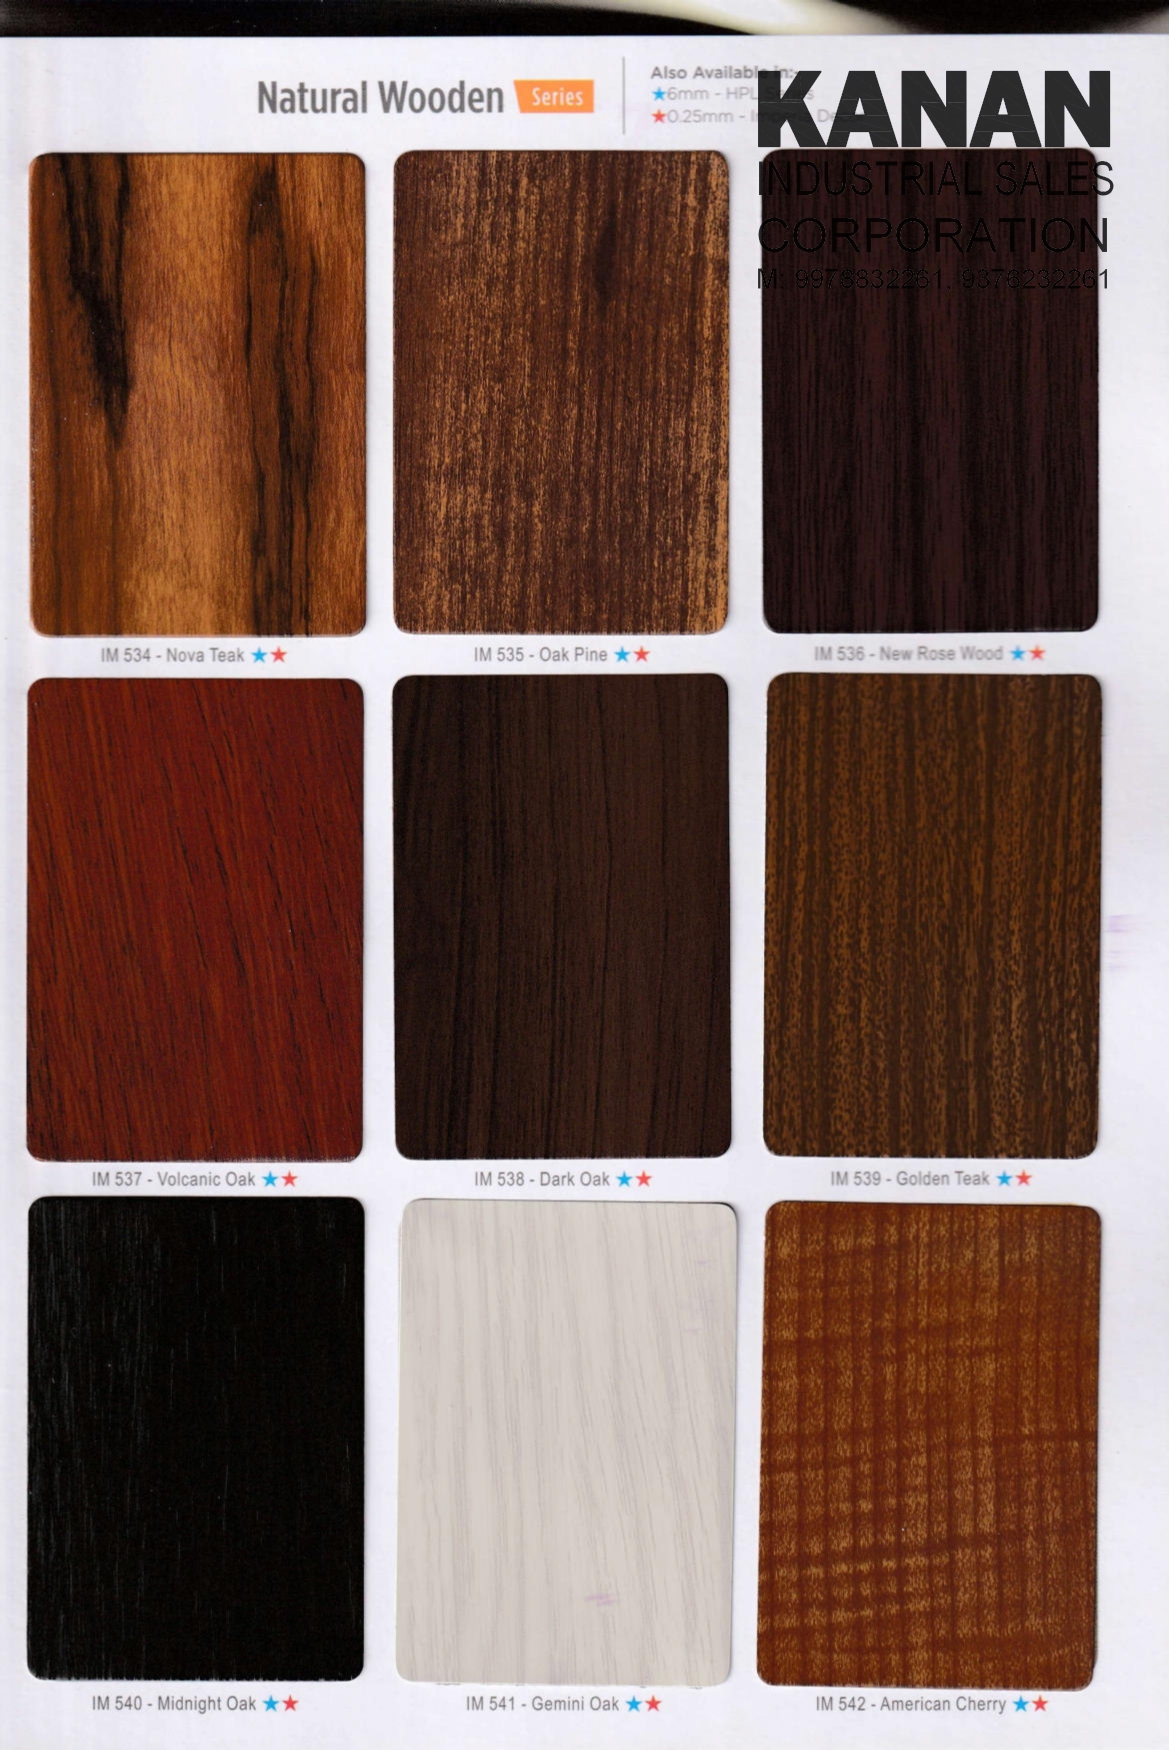 Natural Wooden Series
Also Available in:-
★6mm - HPL
★0.25mm -
KANAN
INDUSTRIAL SALES
CORPORATION
M: 9976832261. 9376232261
IM 534 - Nova Teak ★★
IM 535 - Oak Pine ★★
IM 536 - New Rose Wood ★★
IM 537 - Volcanic Oak ★★
IM 538 - Dark Oak ★★
IM 539 - Golden Teak ★★
IM 540 - Midnight Oak ★★
IM 541 - Gemini Oak ★★
IM 542 - American Cherry ★★